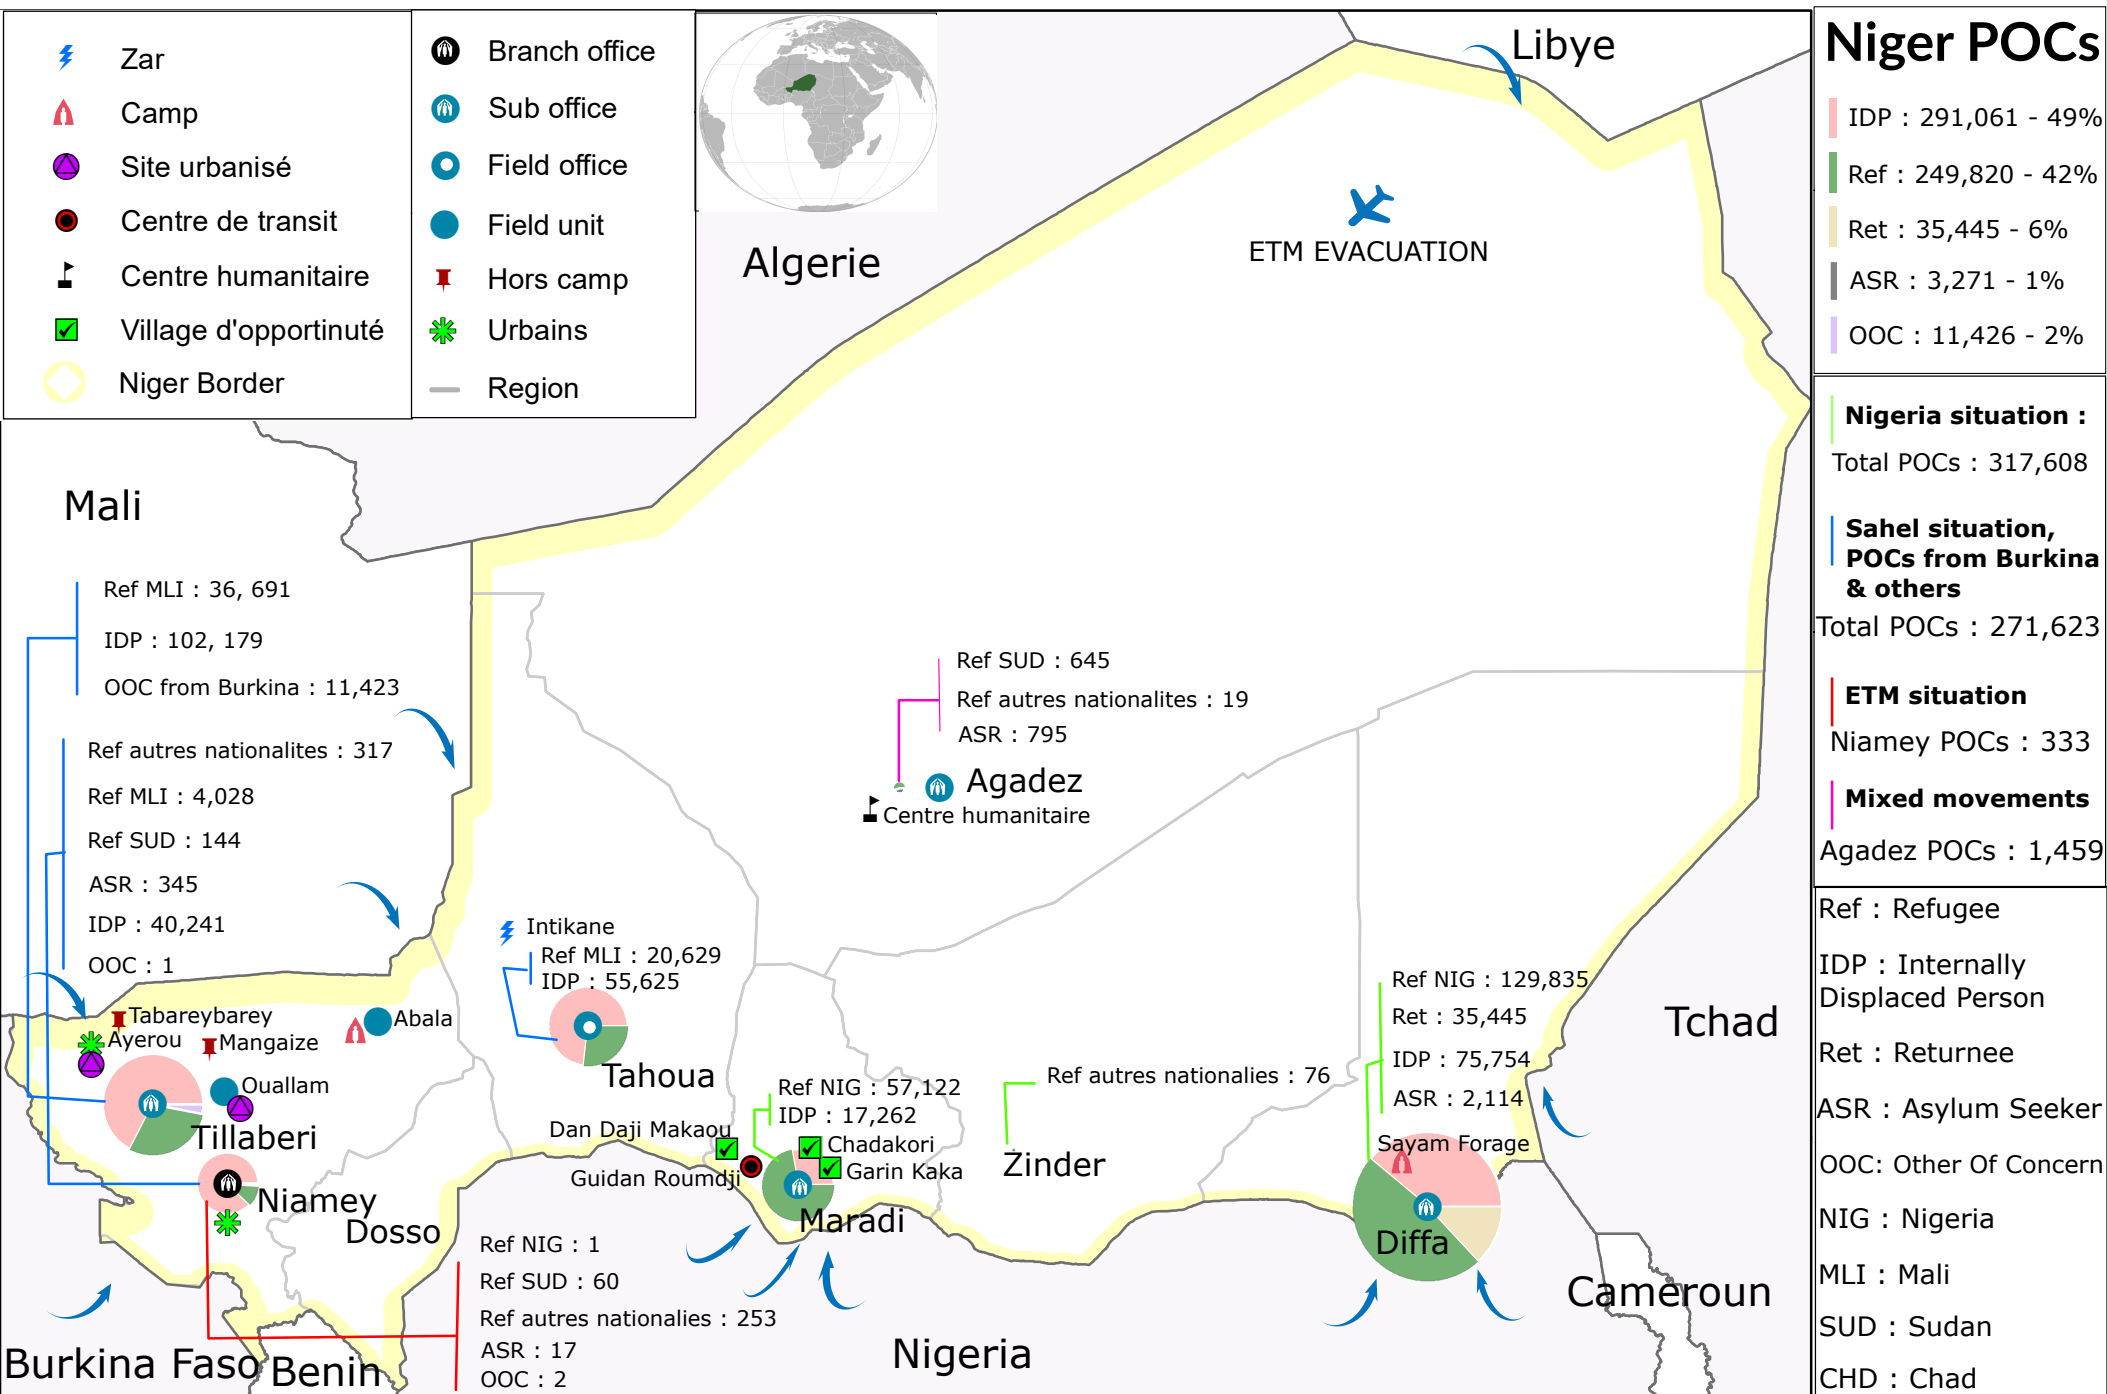 Zar
Camp
Site urbanisé
Centre de transit
Centre humanitaire
Village d'opportinuté
Niger Border
Branch office
Sub office
Field office
Field unit
Hors camp
Urbains
Region
Libye
Algerie
ETM EVACUATION
Mali
Ref MLI : 36, 691
IDP : 102, 179
OOC from Burkina : 11,423
Ref autres nationalites : 317
Ref MLI : 4,028
Ref SUD : 144
ASR : 345
IDP : 40,241
OOC : 1
Ref SUD : 645
Ref autres nationalites : 19
ASR : 795
Agadez
Centre humanitaire
Intikane
Ref MLI : 20,629
IDP : 55,625
Tahoua
Tabareybarey
Ayerou
Mangaize
Abala
Ouallam
Tillaberi
Niamey
Dosso
Ref NIG : 57,122
IDP : 17,262
Dan Daji Makaou
Chadakori
Guidan Roumdji
Garin Kaka
Maradi
Ref autres nationalies : 76
Zinder
Ref NIG : 129,835
Ret : 35,445
IDP : 75,754
ASR : 2,114
Sayam Forage
Diffa
Tchad
Cameroun
Nigeria
Ref NIG : 1
Ref SUD : 60
Ref autres nationalies : 253
ASR : 17
OOC : 2
Burkina Faso
Benin
Niger POCs
IDP : 291,061 - 49%
Ref : 249,820 - 42%
Ret : 35,445 - 6%
ASR : 3,271 - 1%
OOC : 11,426 - 2%
Nigeria situation :
Total POCs : 317,608
Sahel situation,
POCs from Burkina
& others
Total POCs : 271,623
ETM situation
Niamey POCs : 333
Mixed movements
Agadez POCs : 1,459
Ref : Refugee
IDP : Internally
Displaced Person
Ret : Returnee
ASR : Asylum Seeker
OOC: Other Of Concern
NIG : Nigeria
MLI : Mali
SUD : Sudan
CHD : Chad